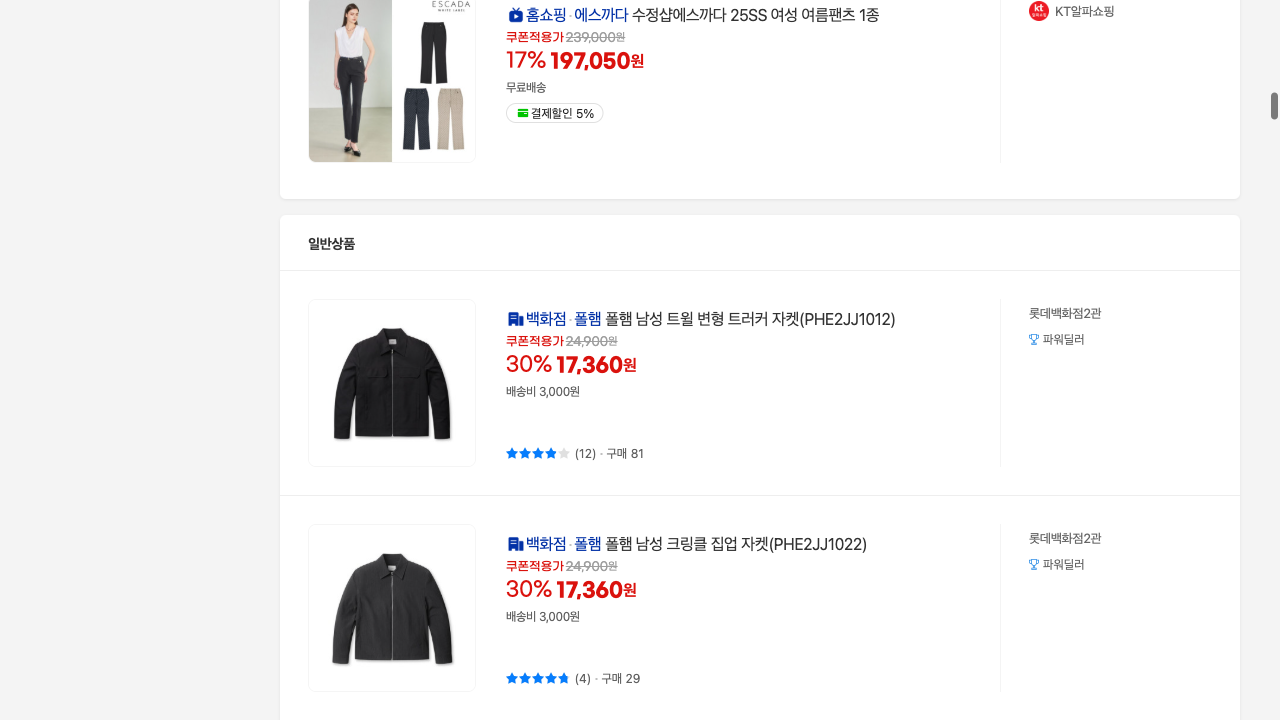 ESCADA
WHITE LABEL
홈쇼핑 · 에스까다 수정샵에스까다 25SS 여성 여름팬츠 1종
쿠폰적용가 239,000원
17% 197,050원
무료배송
결제할인 5%
kt
알파쇼핑
KT알파쇼핑
일반상품
백화점 · 폴햄 폴햄 남성 트윌 변형 트러커 자켓(PHE2JJ1012)
쿠폰적용가 24,900원
30% 17,360원
배송비 3,000원
(12) · 구매 81
롯데백화점2관
파워딜러
백화점 · 폴햄 폴햄 남성 크링클 집업 자켓(PHE2JJ1022)
쿠폰적용가 24,900원
30% 17,360원
배송비 3,000원
(4) · 구매 29
롯데백화점2관
파워딜러